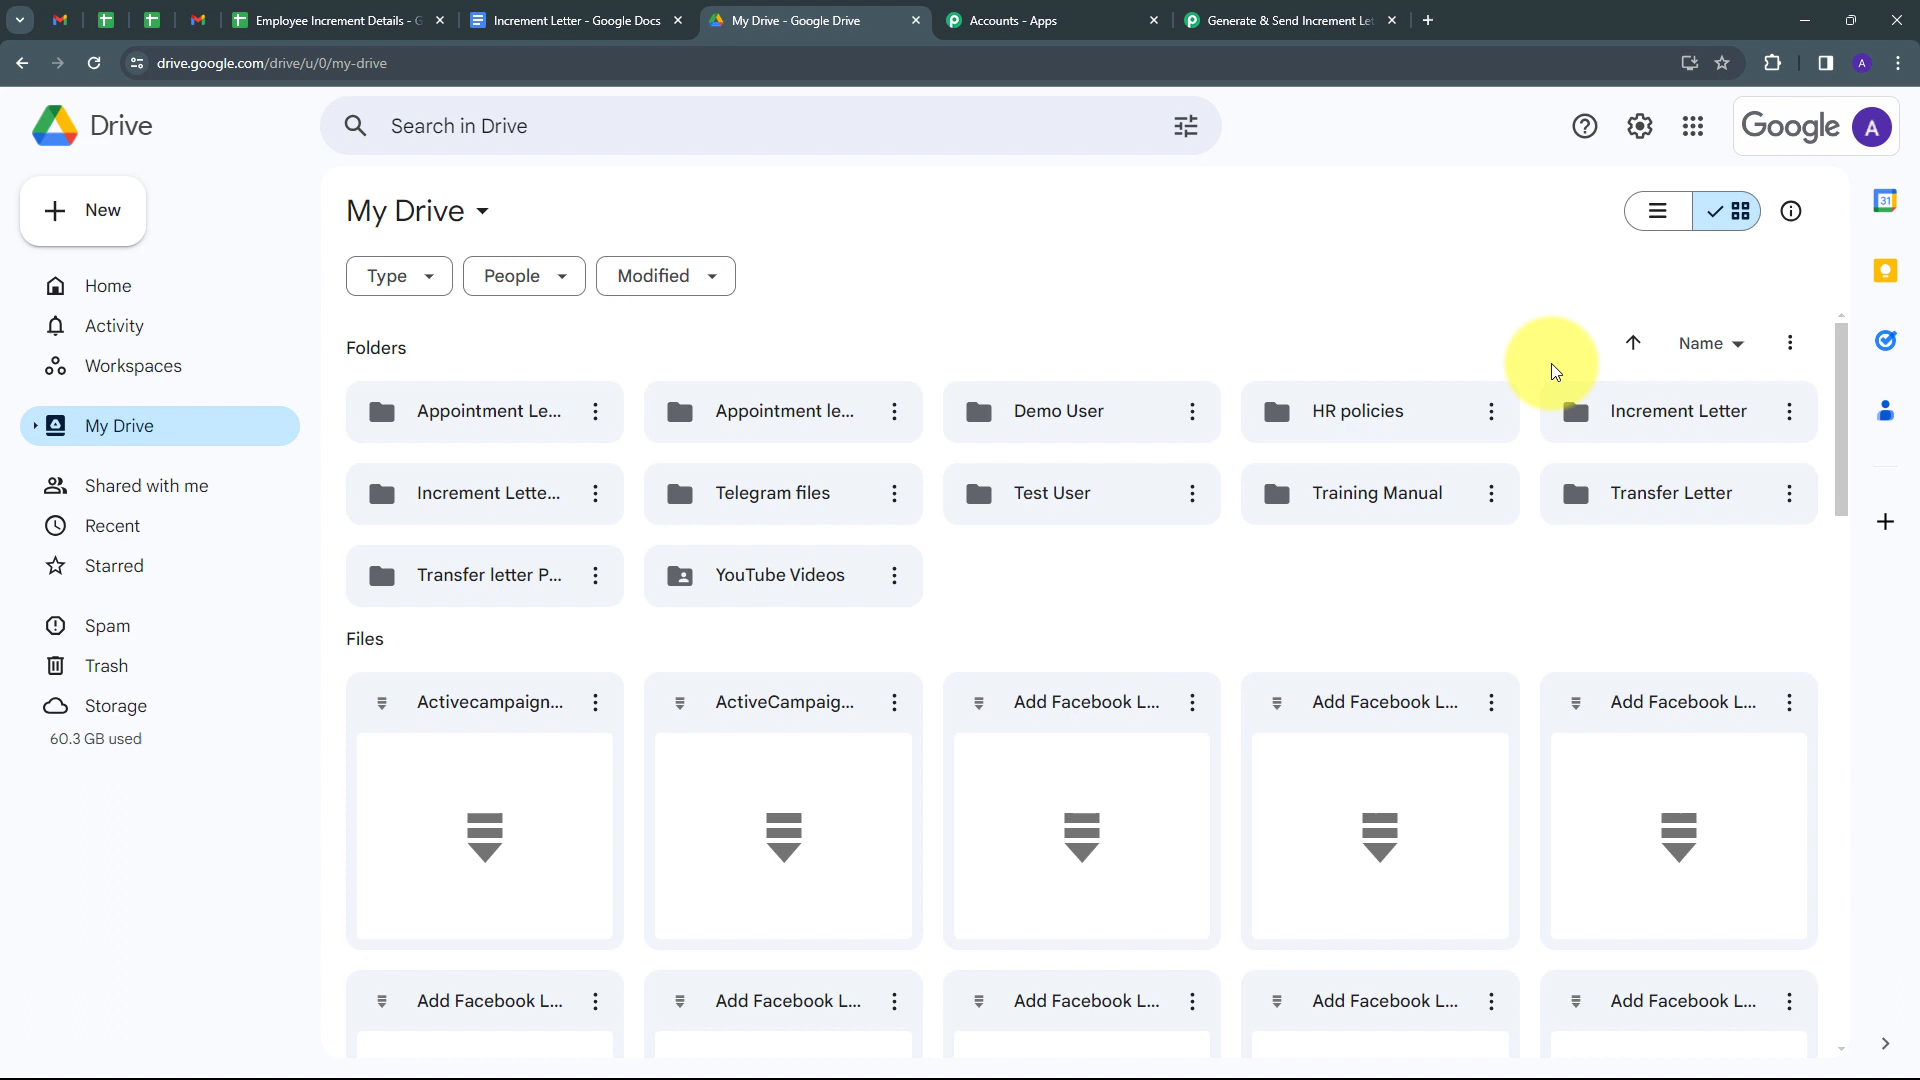 Employee Increment Details - G
Increment Letter - Google Docs
My Drive - Google Drive
Accounts - Apps
Generate & Send Increment Let
drive.google.com/drive/u/0/my-drive
A
Drive
Search in Drive
Google
A
New
My Drive
31
Type
People
Modified
Home
Activity
Workspaces
My Drive
Shared with me
Recent
Starred
Spam
Trash
Storage
60.3 GB used
Folders
Name
Appointment Le...
Appointment le...
Demo User
HR policies
Increment Letter
Increment Lette...
Telegram files
Test User
Training Manual
Transfer Letter
Transfer letter P...
YouTube Videos
Files
Activecampaign...
ActiveCampaig...
Add Facebook L...
Add Facebook L...
Add Facebook L...
Add Facebook L...
Add Facebook L...
Add Facebook L...
Add Facebook L...
Add Facebook L...